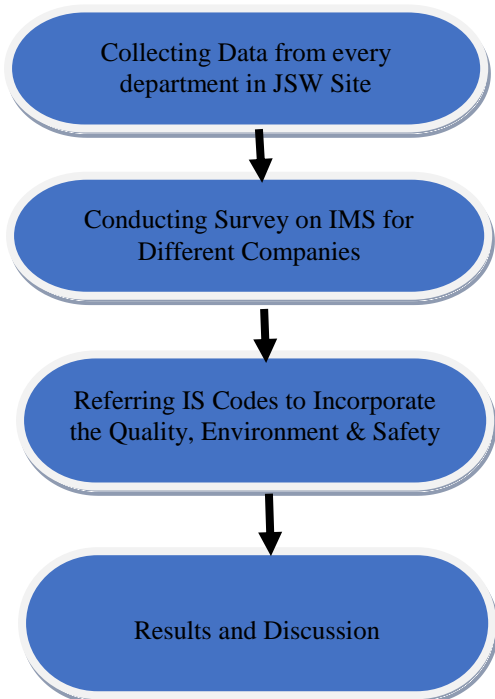 Collecting Data from every
department in JSW Site
Conducting Survey on IMS for
Different Companies
Referring IS Codes to Incorporate
the Quality, Environment & Safety
Results and Discussion